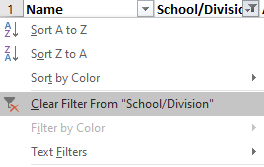 1 Name School/Division
Sort A to Z
Sort Z to A
Sort by Color
Clear Filter From "School/Division"
Filter by Color
Text Filters